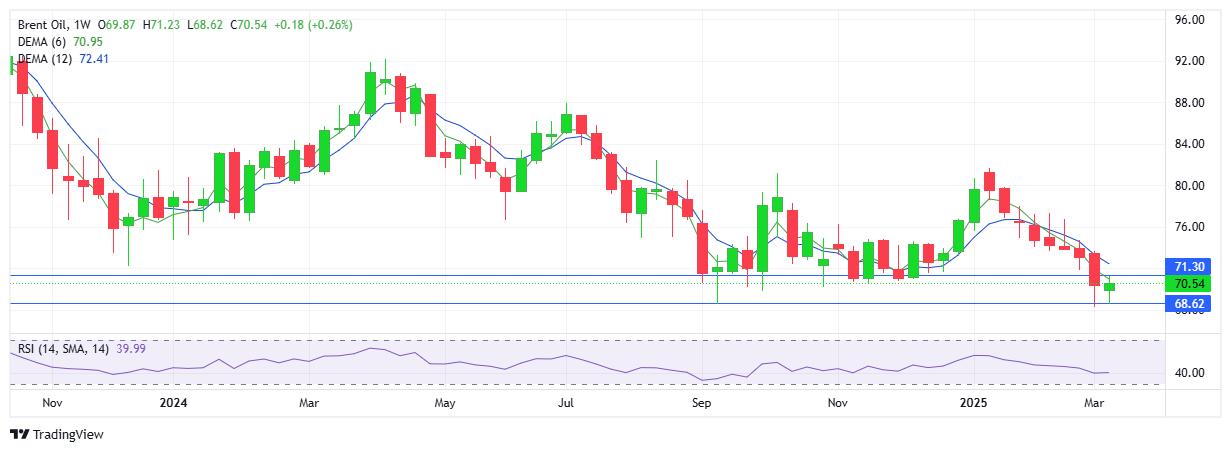 Brent Oil, 1W O69.87 H71.23 L68.62 C70.54 +0.18 (+0.26%)
DEMA (6) 70.95
DEMA (12) 72.41
96.00
92.00
88.00
84.00
80.00
76.00
71.30
70.54
68.62
RSI (14, SMA, 14) 39.99
40.00
Nov 2024 Mar May Jul Sep Nov 2025 Mar
TradingView